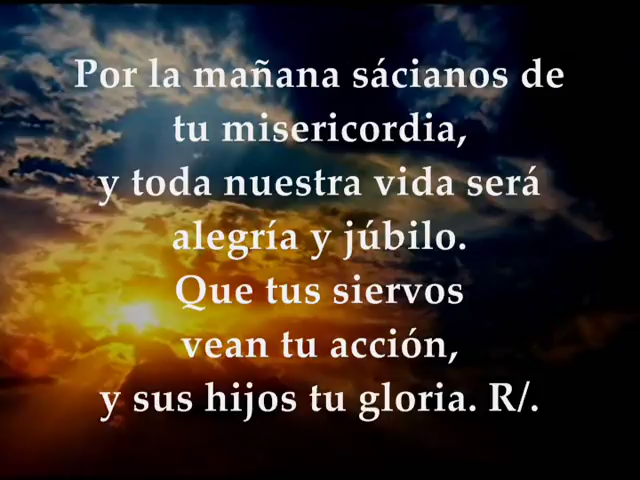 Por la mañana sácianos de
tu misericordia,
y toda nuestra vida será
alegría y júbilo.
Que tus siervos
vean tu acción,
y sus hijos tu gloria. R/.